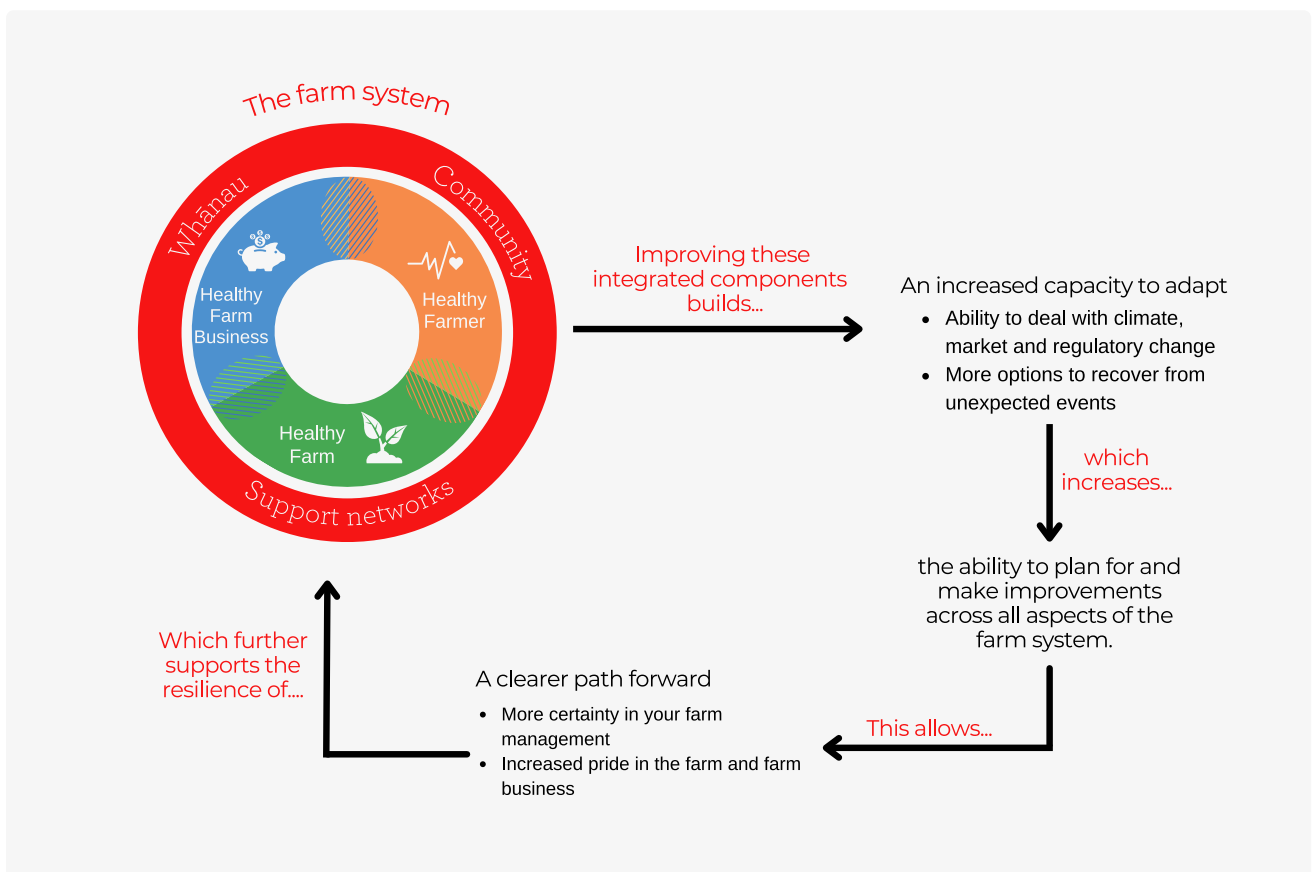 The farm system
Whānau
Community
Support networks
Healthy
Farm
Business
Healthy
Farmer
Healthy
Farm
$
Improving these
integrated components
builds...
An increased capacity to adapt
• Ability to deal with climate,
market and regulatory change
• More options to recover from
unexpected events
which
increases...
the ability to plan for and
make improvements
across all aspects of the
farm system.
This allows...
A clearer path forward
• More certainty in your farm
management
• Increased pride in the farm and farm
business
Which further
supports the
resilience of....